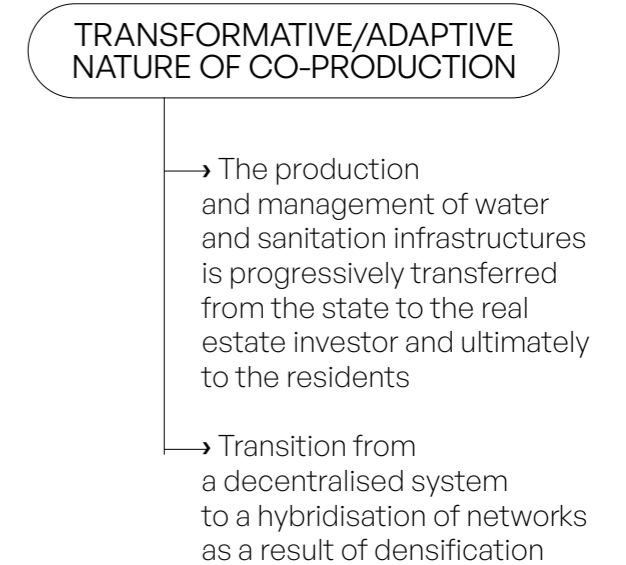 TRANSFORMATIVE/ADAPTIVE
NATURE OF CO-PRODUCTION
The production
and management of water
and sanitation infrastructures
is progressively transferred
from the state to the real
estate investor and ultimately
to the residents
Transition from
a decentralised system
to a hybridisation of networks
as a result of densification